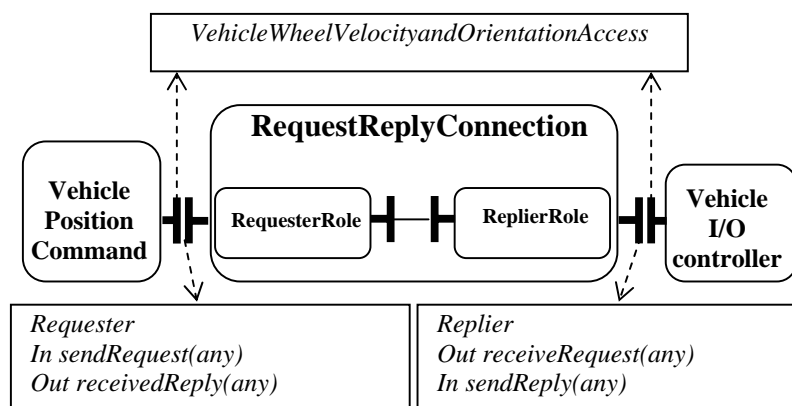 VehicleWheelVelocityandOrientationAccess
RequestReplyConnection
Vehicle
Position
Command
RequesterRole
ReplierRole
Vehicle
I/O
controller
Requester
In sendRequest(any)
Out receivedReply(any)
Replier
Out receiveRequest(any)
In sendReply(any)